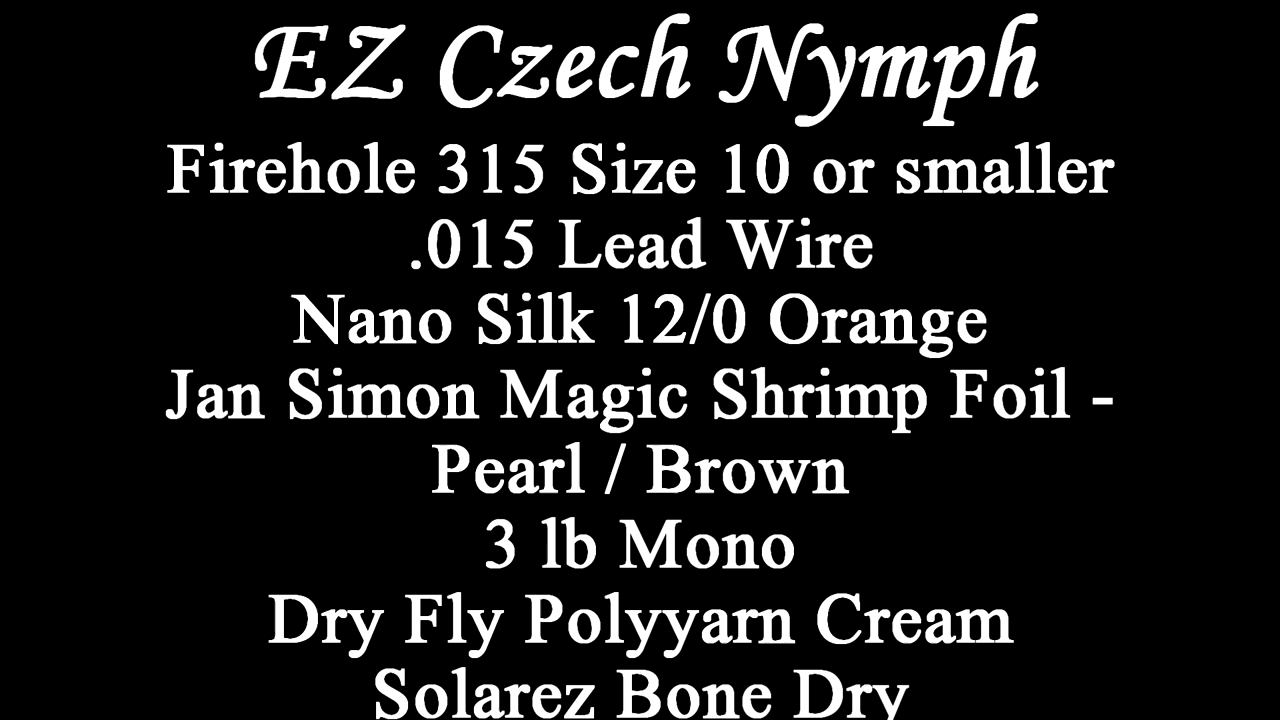 EZ Czech Nymph
Firehole 315 Size 10 or smaller
.015 Lead Wire
Nano Silk 12/0 Orange
Jan Simon Magic Shrimp Foil -
Pearl / Brown
3 lb Mono
Dry Fly Polyyarn Cream
Solarez Bone Dry